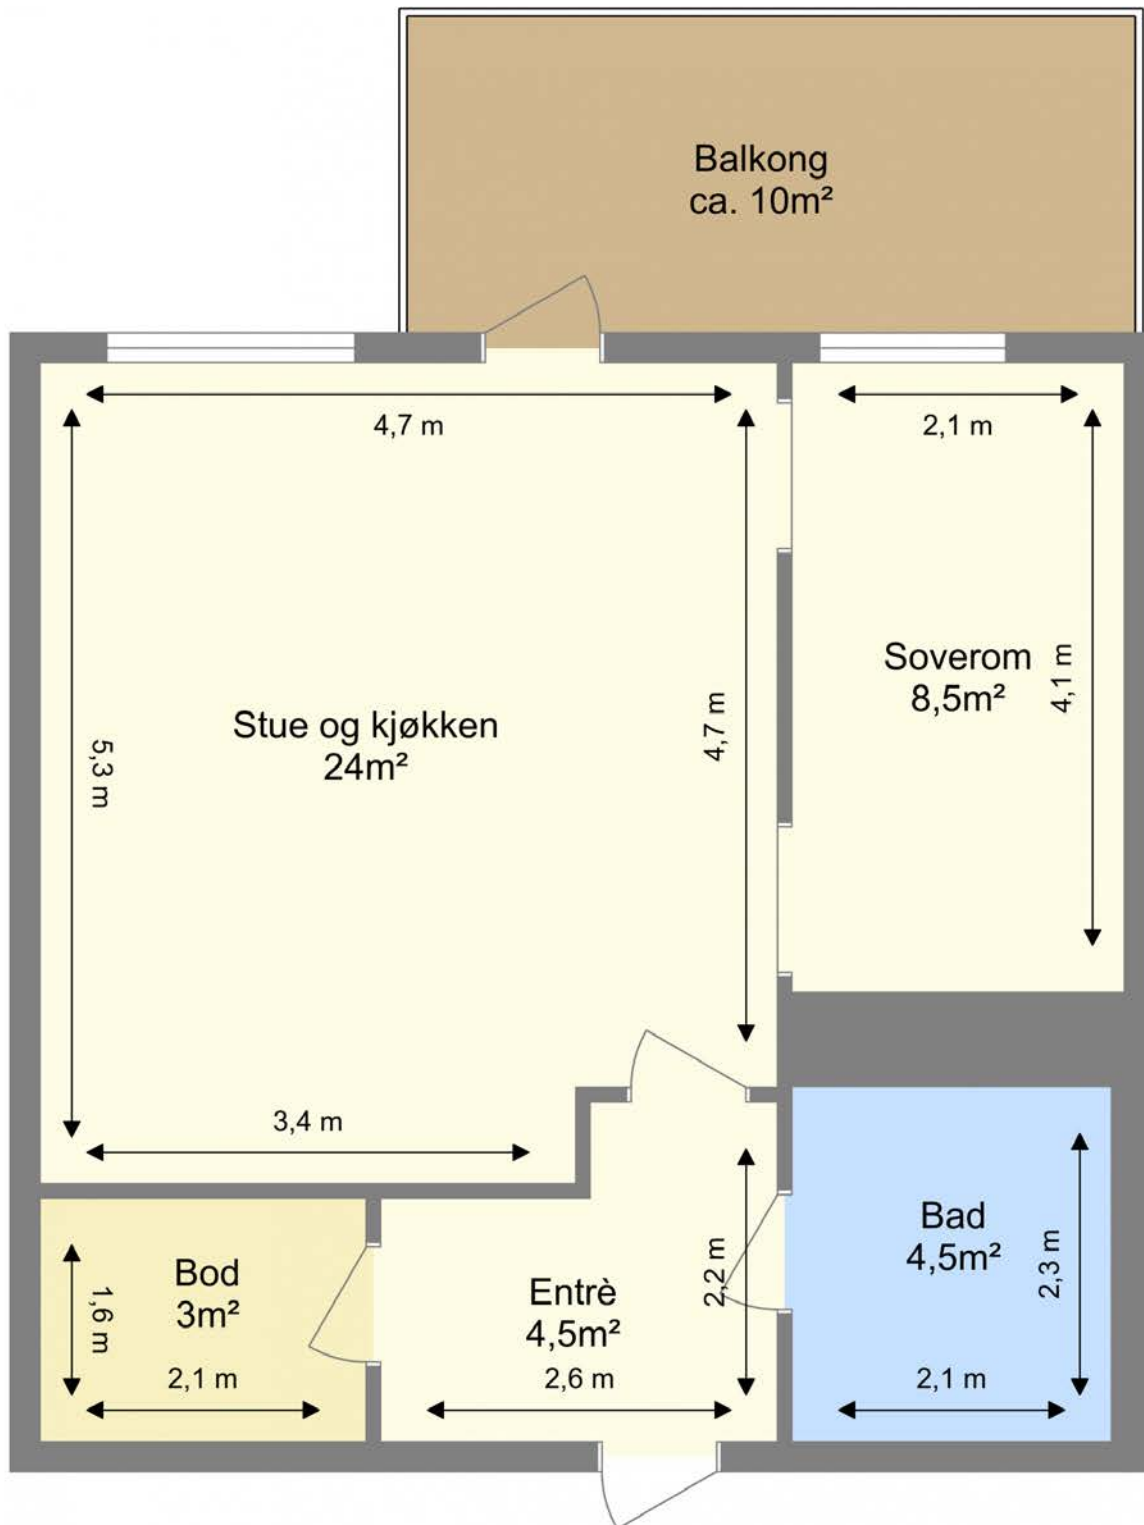 Balkong
ca. 10m²
4,7 m
2,1 m
Soverom
8,5m²
4,1 m
4,7 m
Stue og kjøkken
24m²
5,3 m
3,4 m
Bad
4,5m²
2,3 m
2,2 m
Bod
3m²
1,6 m
Entrè
4,5m²
2,1 m
2,6 m
2,1 m